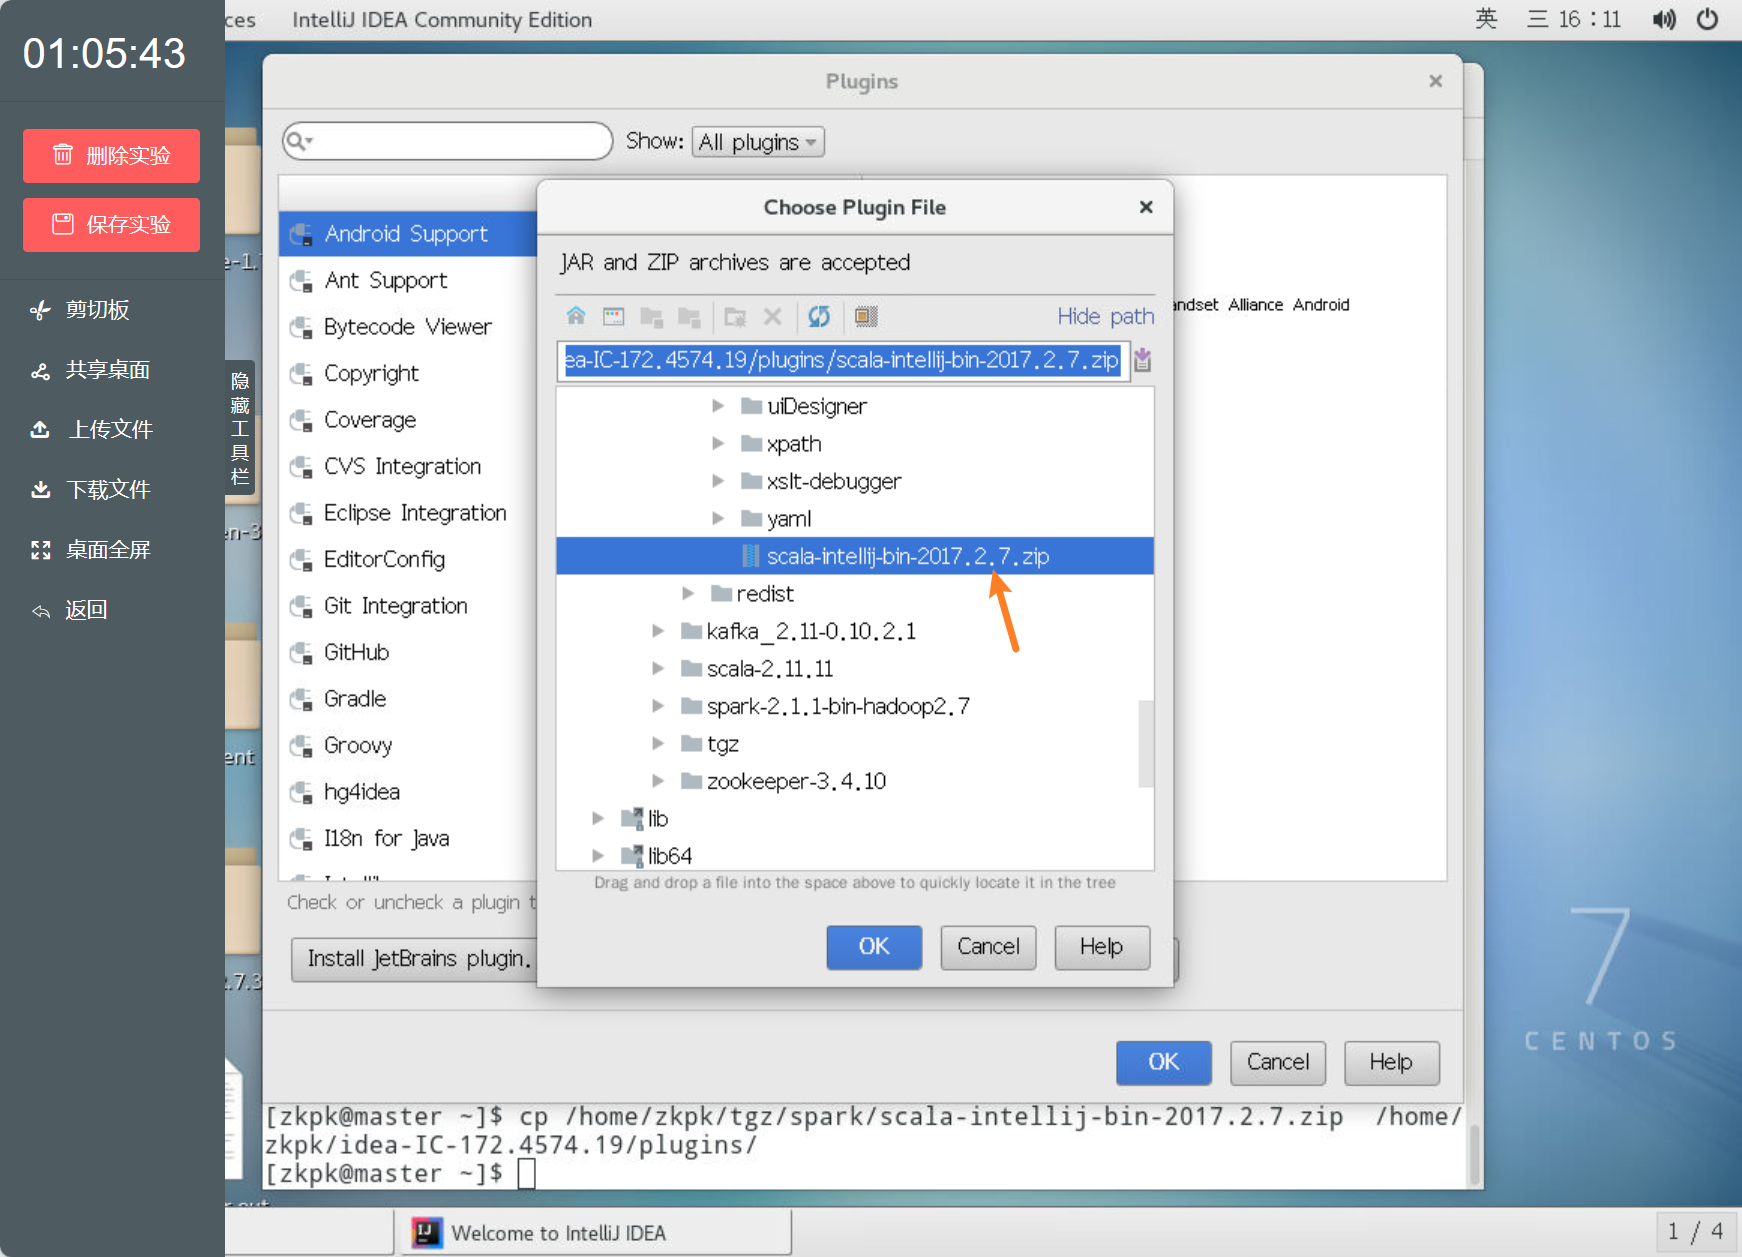 ces IntelliJ IDEA Community Edition 英 三 16:11
01:05:43
删除实验
保存实验
剪切板
共享桌面
上传文件
下载文件
桌面全屏
返回
隐藏工具栏
e-1.
en-3
ent
2.7.3
Plugins
Show: All plugins
Android Support
Ant Support
Bytecode Viewer
Copyright
Coverage
CVS Integration
Eclipse Integration
EditorConfig
Git Integration
GitHub
Gradle
Groovy
hg4idea
I18n for Java
Check or uncheck a plugin t
Install JetBrains plugin.
andset Alliance Android
Choose Plugin File
JAR and ZIP archives are accepted
Hide path
ea-IC-172.4574.19/plugins/scala-intellij-bin-2017.2.7.zip
uiDesigner
xpath
xslt-debugger
yaml
scala-intellij-bin-2017.2.7.zip
redist
kafka_2.11-0.10.2.1
scala-2.11.11
spark-2.1.1-bin-hadoop2.7
tgz
zookeeper-3.4.10
lib
lib64
Drag and drop a file into the space above to quickly locate it in the tree
OK Cancel Help
OK Cancel Help
7
CENTOS
[zkpk@master ~]$ cp /home/zkpk/tgz/spark/scala-intellij-bin-2017.2.7.zip /home/
zkpk/idea-IC-172.4574.19/plugins/
[zkpk@master ~]$
Welcome to IntelliJ IDEA
1 / 4